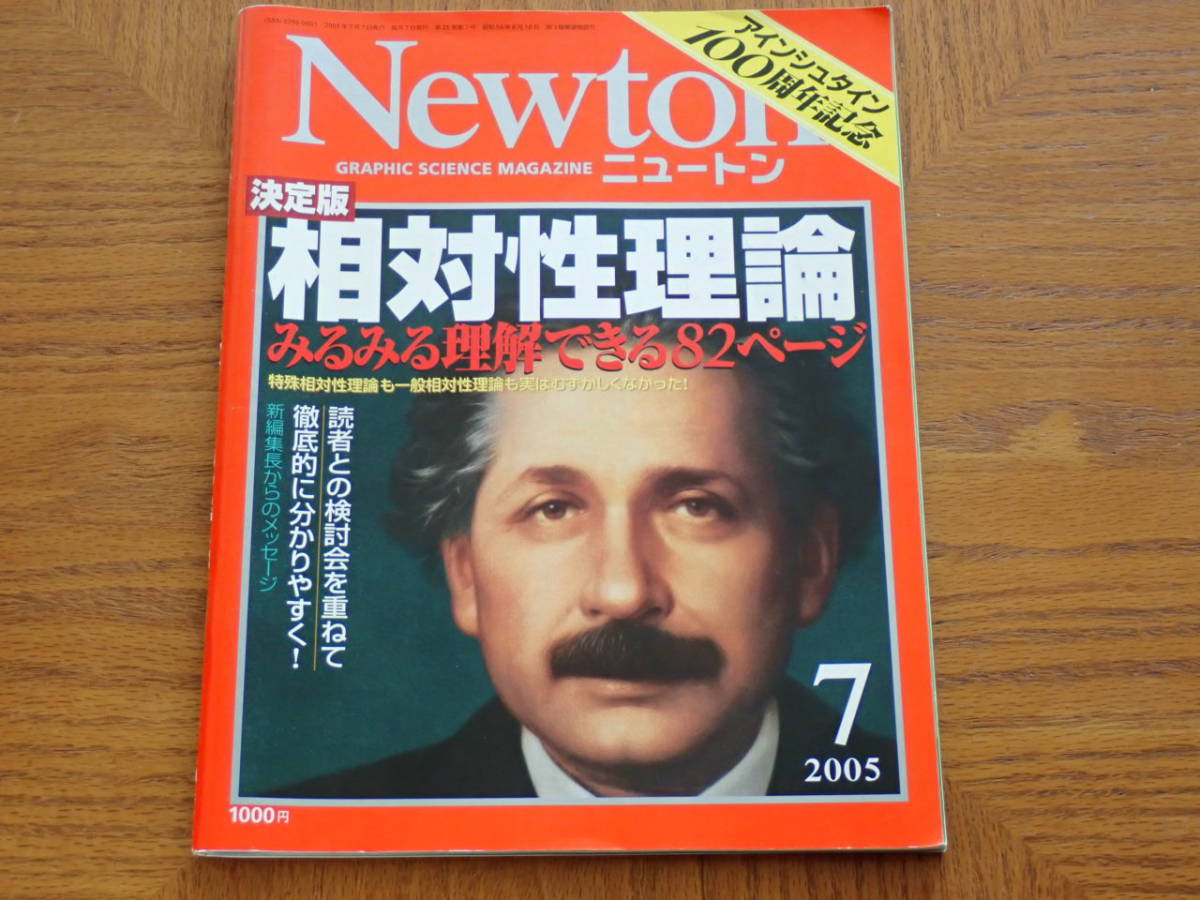 アインシュタイン
100周年記念
Newton
GRAPHIC SCIENCE MAGAZINE ニュートン
決定版
相対性理論
みるみる理解できる82ページ
特殊相対性理論も一般相対性理論も実はむずかしくなかった!
読者との検討会を重ねて
徹底的に分かりやすく!
新編集長からのメッセージ
7
2005
1000円